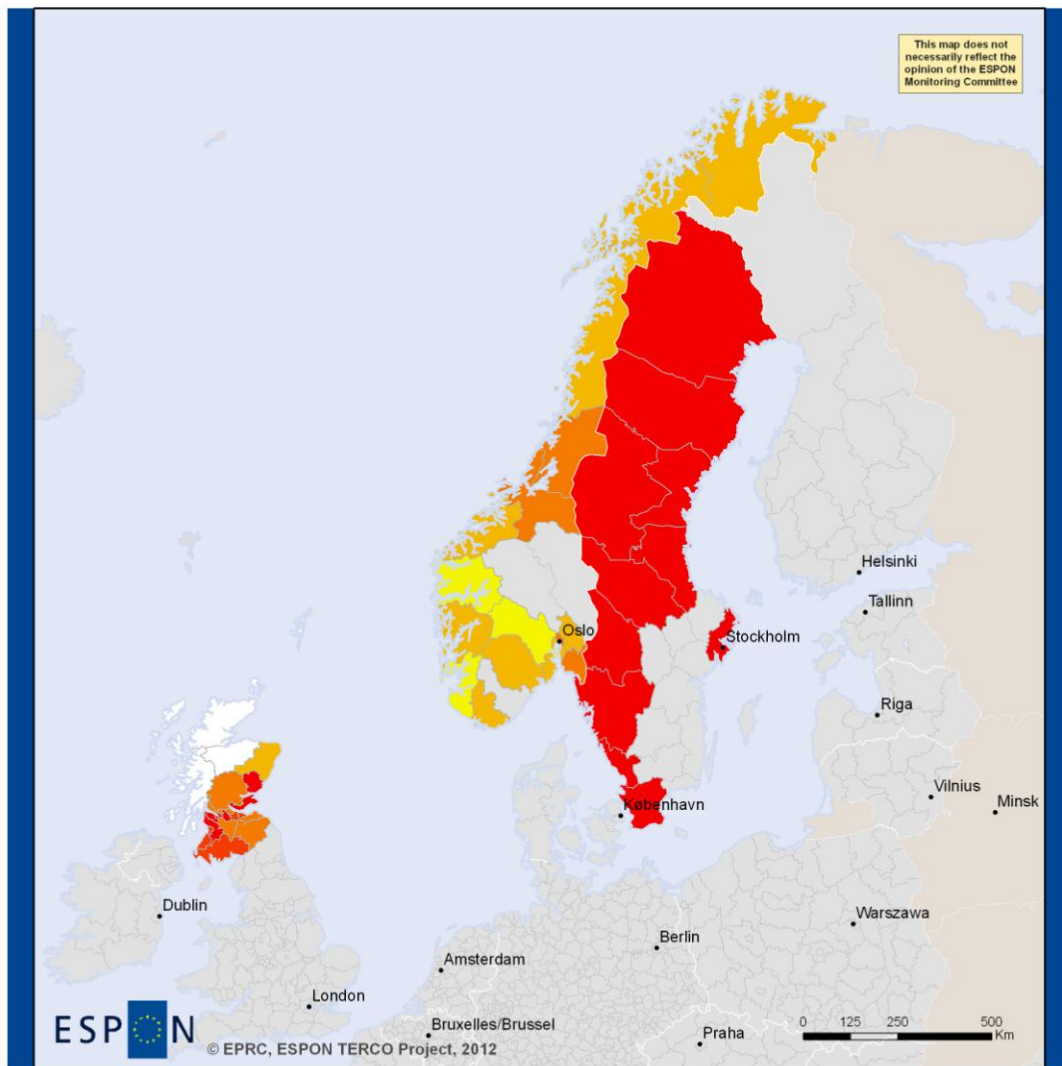 This map does not
necessarily reflect the
opinion of the ESPON
Monitoring Committee
Helsinki
Tallinn
Oslo
Stockholm
Riga
København
Vilnius
Minsk
Dublin
Warszawa
Berlin
Amsterdam
London
Bruxelles/Brussel
Praha
0 125 250 500
Km
ESPON
© EPRC, ESPON TERCO Project, 2012